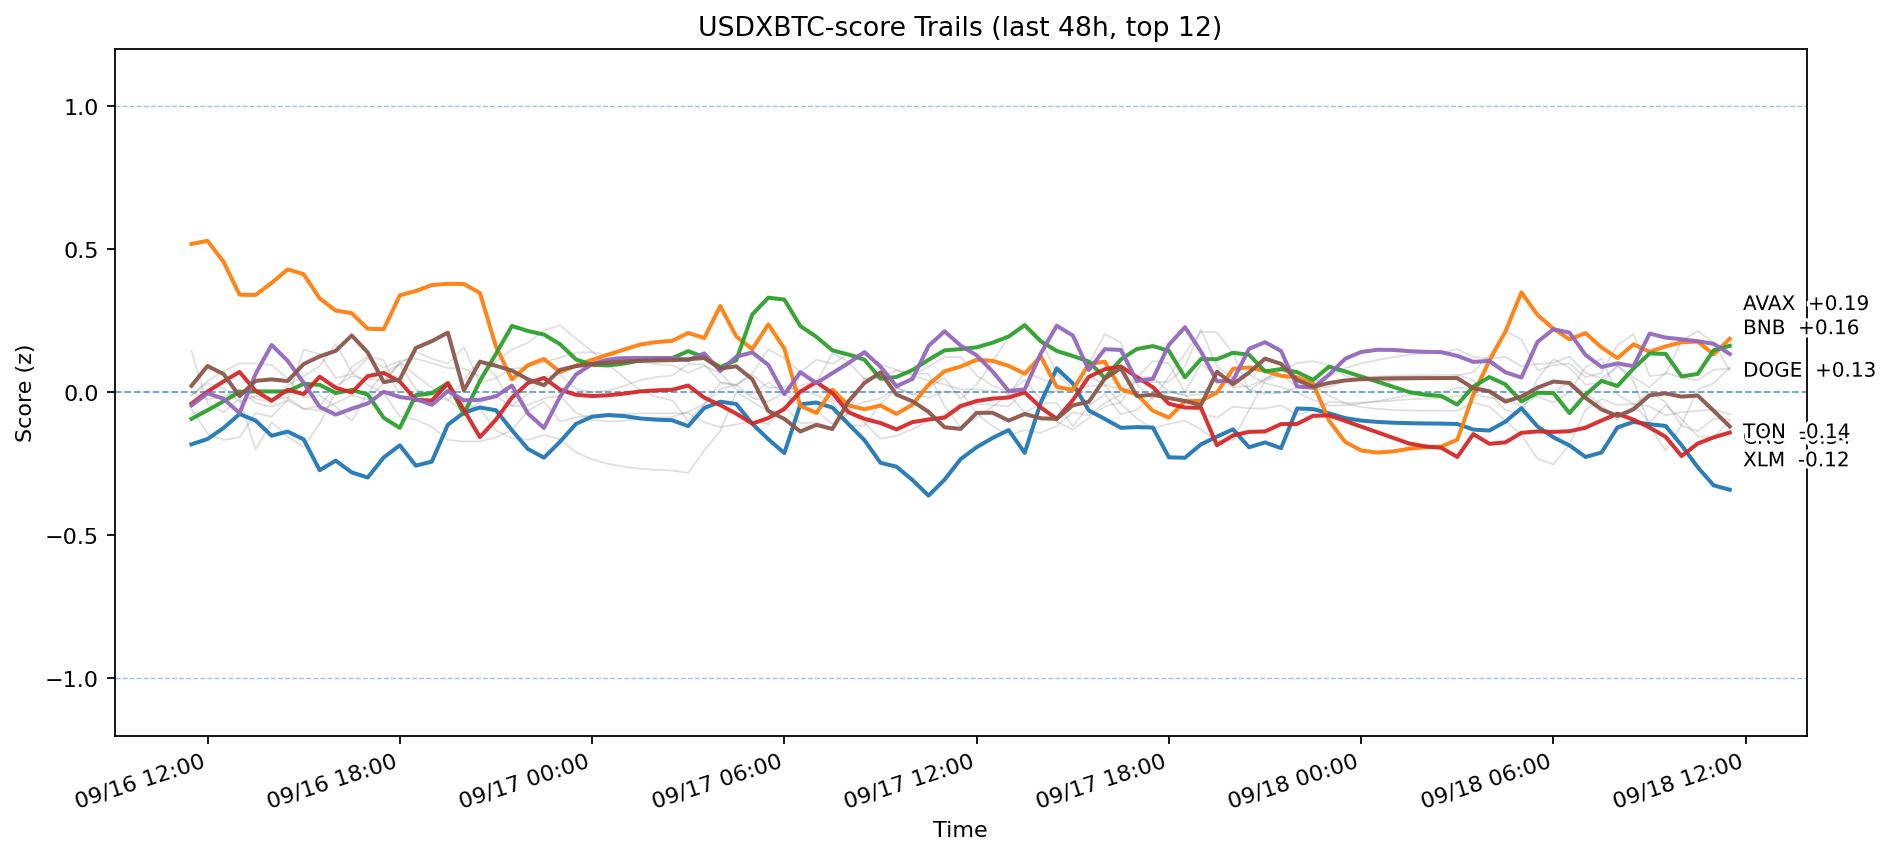 USDXBTC-score Trails (last 48h, top 12)
1.0
0.5
0.0
−0.5
−1.0
Score (z)
AVAX +0.19
BNB +0.16
DOGE +0.13
TON -0.14
XLM -0.12
09/16 12:00
09/16 18:00
09/17 00:00
09/17 06:00
09/17 12:00
09/17 18:00
09/18 00:00
09/18 06:00
09/18 12:00
Time